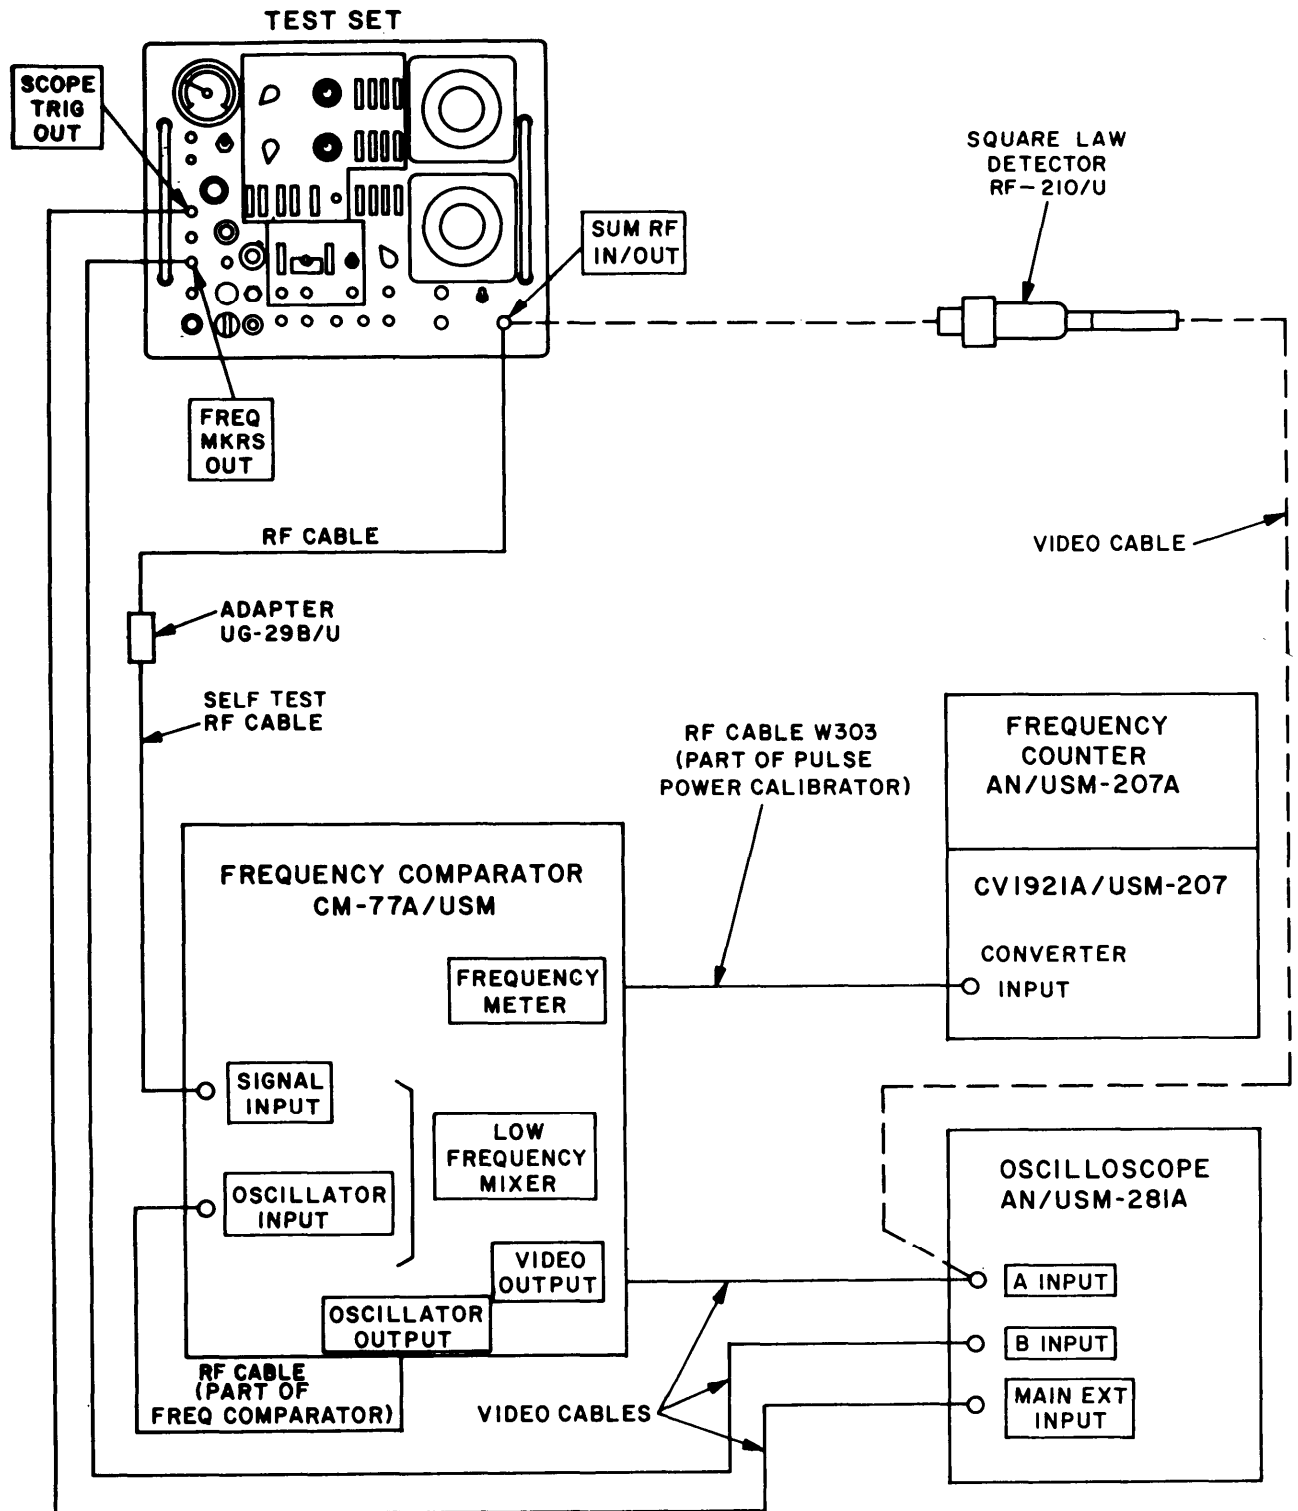 TEST SET
SCOPE
TRIG
OUT
SQUARE LAW
DETECTOR
RF-210/U
SUM RF
IN/OUT
FREQ
MKRS
OUT
RF CABLE
VIDEO CABLE
ADAPTER
UG-29B/U
SELF TEST
RF CABLE
RF CABLE W303
(PART OF PULSE
POWER CALIBRATOR)
FREQUENCY
COUNTER
AN/USM-207A
CV1921A/USM-207
CONVERTER
INPUT
FREQUENCY COMPARATOR
CM-77A/USM
FREQUENCY
METER
SIGNAL
INPUT
LOW
FREQUENCY
MIXER
OSCILLATOR
INPUT
VIDEO
OUTPUT
OSCILLATOR
OUTPUT
OSCILLOSCOPE
AN/USM-281A
A INPUT
B INPUT
MAIN EXT
INPUT
RF CABLE
(PART OF
FREQ COMPARATOR)
VIDEO CABLES